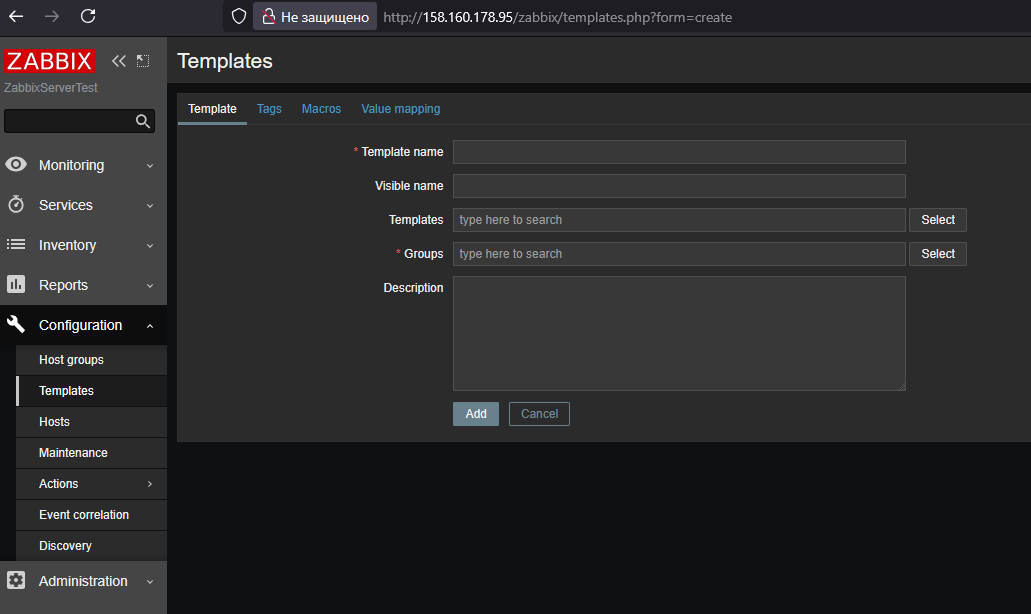 Не защищено http://158.160.178.95/zabbix/templates.php?form=create
ZABBIX
ZabbixServerTest
Monitoring
Services
Inventory
Reports
Configuration
Host groups
Templates
Hosts
Maintenance
Actions
Event correlation
Discovery
Administration
Templates
Template Tags Macros Value mapping
* Template name
Visible name
Templates type here to search Select
* Groups type here to search Select
Description
Add Cancel